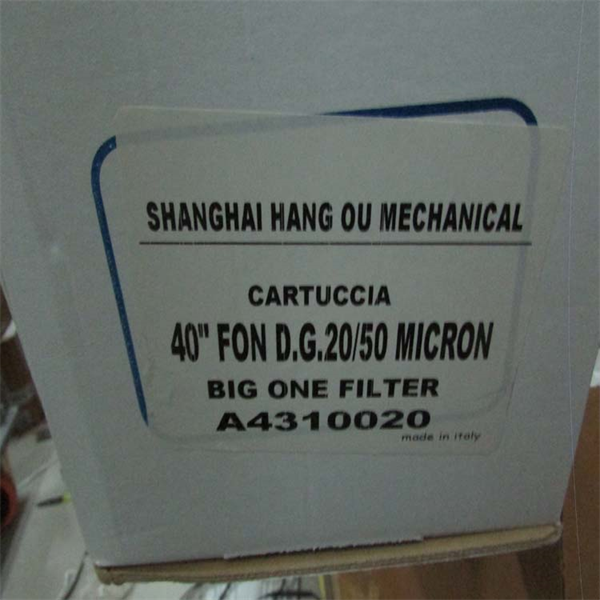 SHANGHAI HANG OU MECHANICAL
CARTUCCIA
40" FON D.G.20/50 MICRON
BIG ONE FILTER
A4310020
made in italy